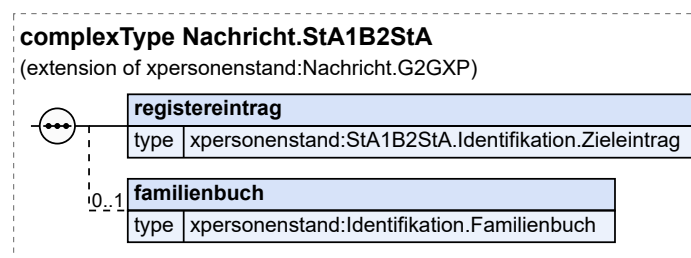 complexType Nachricht.StA1B2StA
(extension of xpersonenstand:Nachricht.G2GXP)
registereintrag
type xpersonenstand:StA1B2StA.Identifikation.Zieleintrag
0..1
familienbuch
type xpersonenstand:Identifikation.Familienbuch